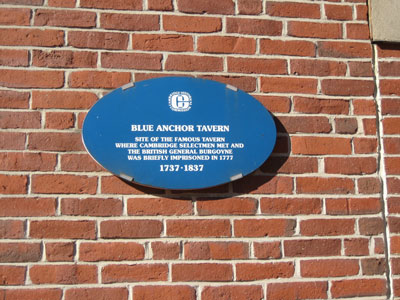 BLUE ANCHOR TAVERN
SITE OF THE FAMOUS TAVERN
WHERE CAMBRIDGE SELECTMEN MET AND
THE BRITISH GENERAL BURGOYNE
WAS BRIEFLY IMPRISONED IN 1777
1737-1837